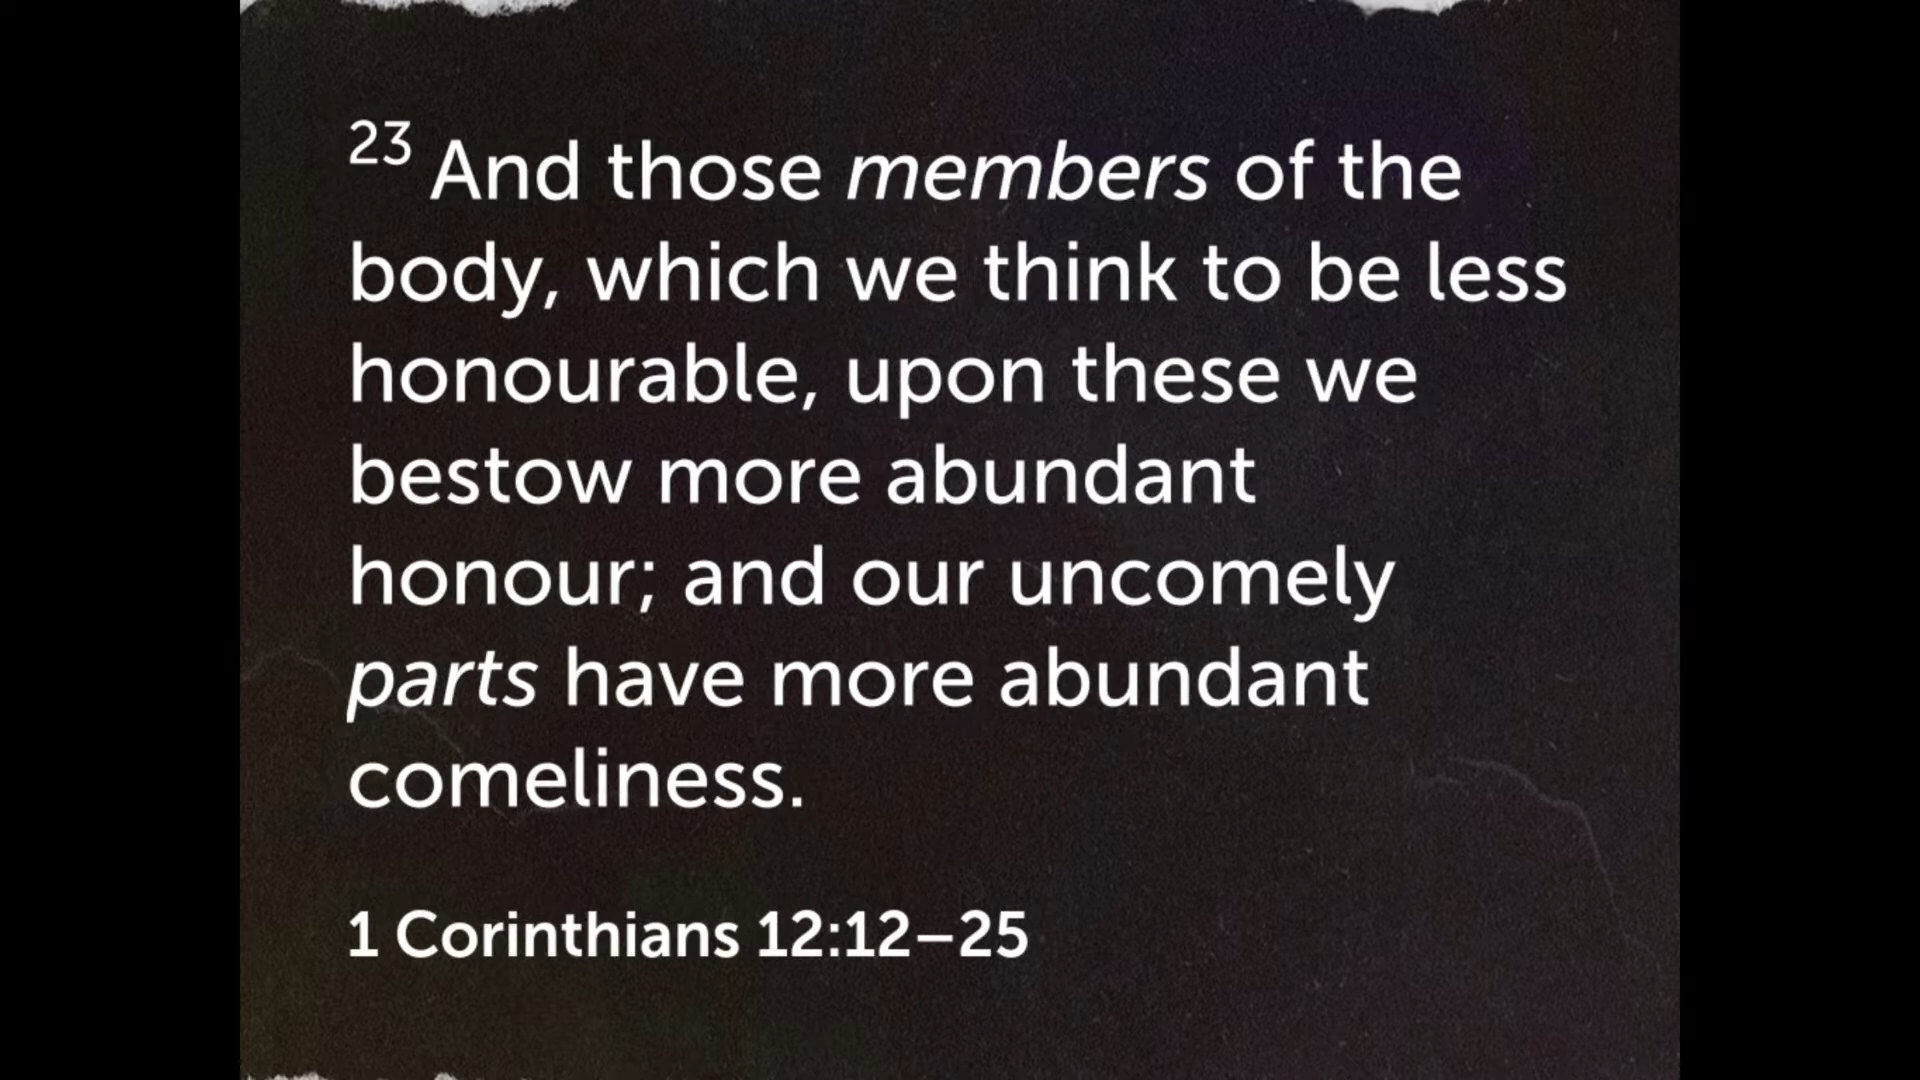 23 And those members of the
body, which we think to be less
honourable, upon these we
bestow more abundant
honour; and our uncomely
parts have more abundant
comeliness.
1 Corinthians 12:12–25